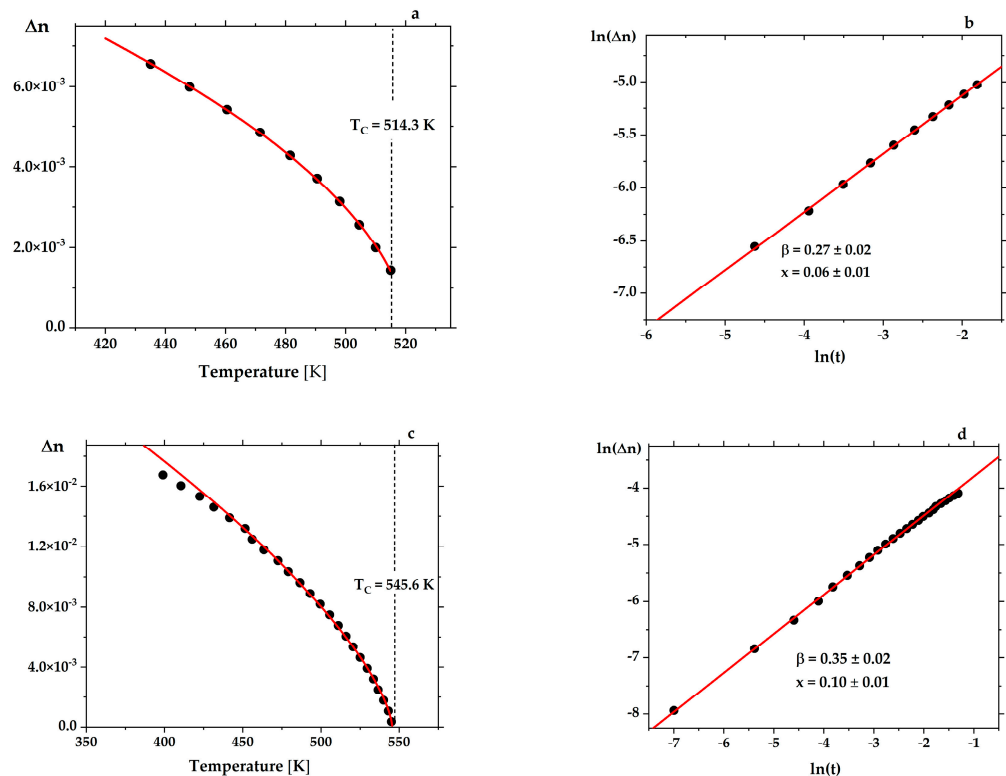 a
Δn
6.0×10⁻³
4.0×10⁻³
2.0×10⁻³
0.0
T_C = 514.3 K
420 440 460 480 500 520
Temperature [K]
b
ln(Δn)
-5.0
-5.5
-6.0
-6.5
-7.0
β = 0.27 ± 0.02
x = 0.06 ± 0.01
-6 -5 -4 -3 -2
ln(t)
c
Δn
1.6×10⁻²
1.2×10⁻²
8.0×10⁻³
4.0×10⁻³
0.0
T_C = 545.6 K
350 400 450 500 550
Temperature [K]
d
ln(Δn)
-4
-5
-6
-7
-8
β = 0.35 ± 0.02
x = 0.10 ± 0.01
-7 -6 -5 -4 -3 -2 -1
ln(t)